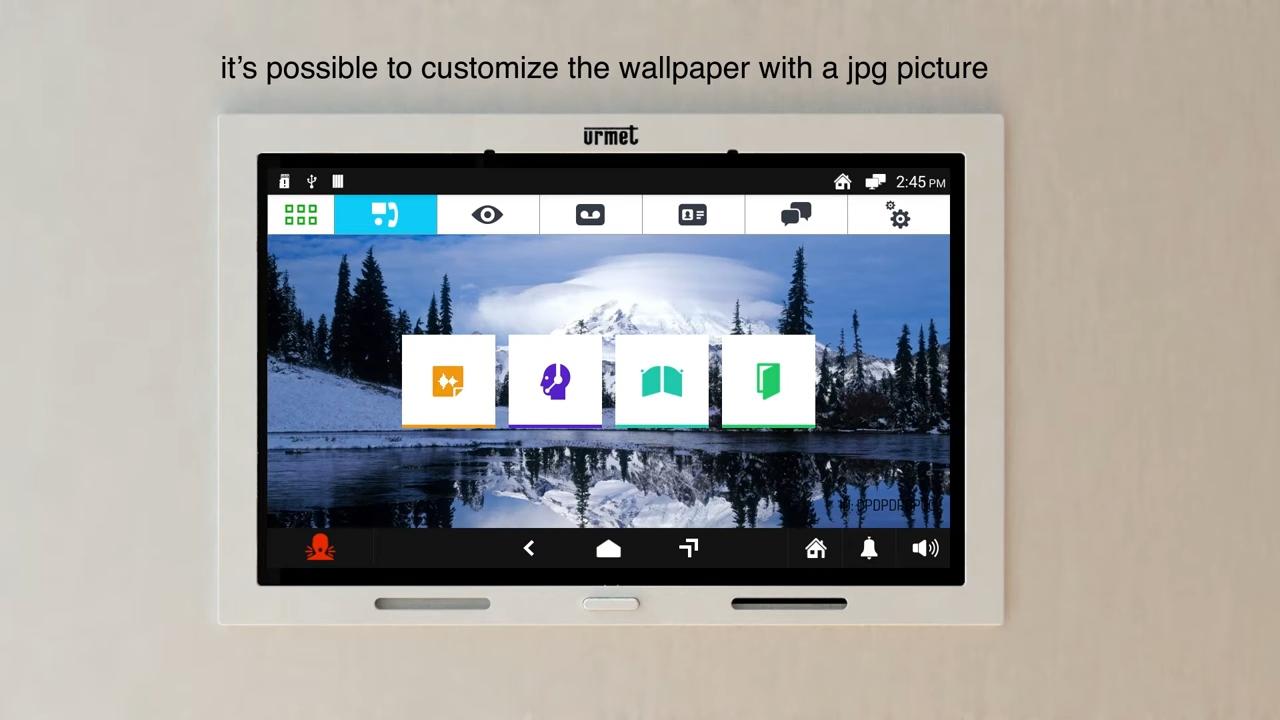 it’s possible to customize the wallpaper with a jpg picture
urmet
2:45 PM